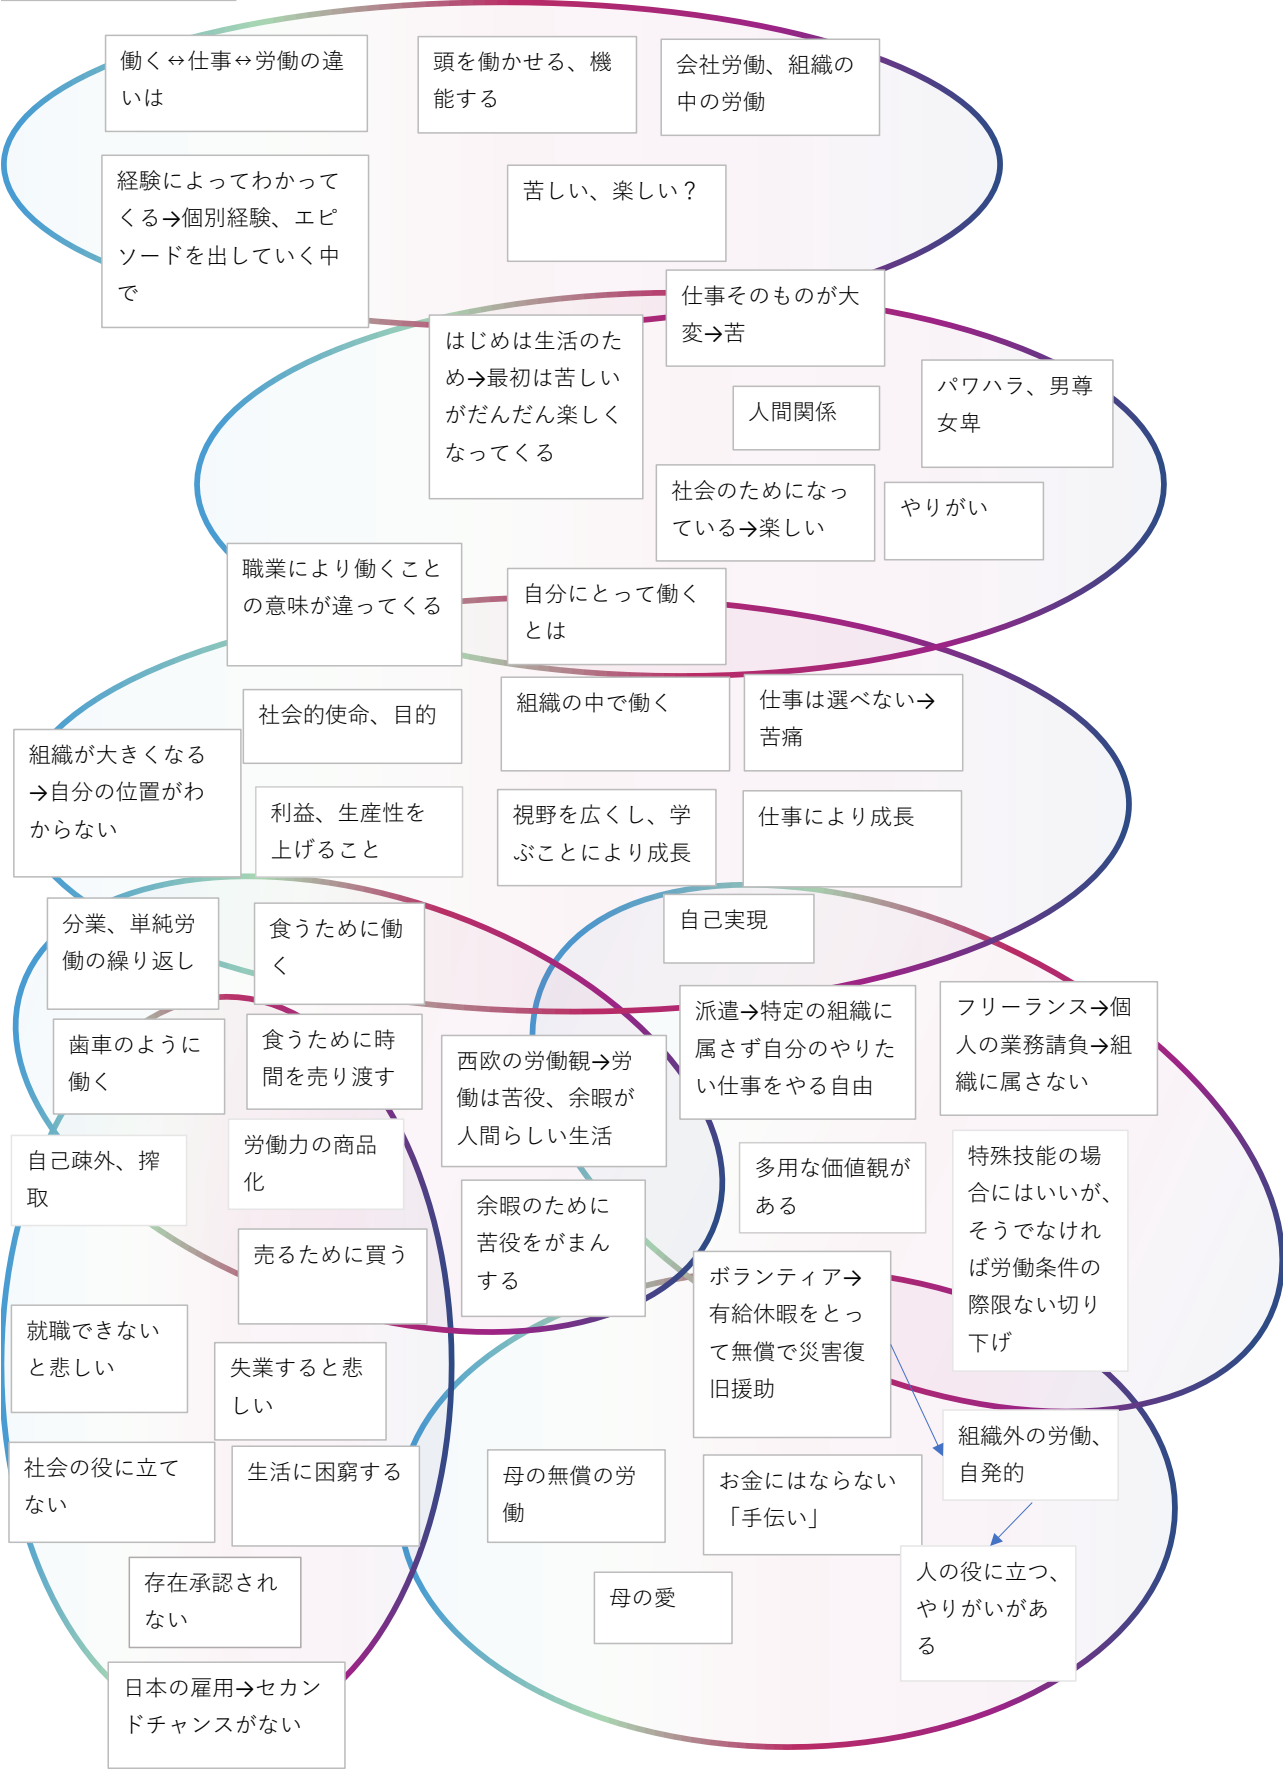 働く↔仕事↔労働の違
いは
頭を働かせる、機
能する
会社労働、組織の
中の労働
経験によってわかって
くる→個別経験、エピ
ソードを出していく中
で
苦しい、楽しい？
仕事そのものが大
変→苦
はじめは生活のた
め→最初は苦しい
がだんだん楽しく
なってくる
人間関係
パワハラ、男尊
女卑
社会のためになっ
ている→楽しい
やりがい
職業により働くこと
の意味が違ってくる
自分にとって働く
とは
社会的使命、目的
組織の中で働く
仕事は選べない→
苦痛
組織が大きくなる
→自分の位置がわ
からない
利益、生産性を
上げること
視野を広くし、学
ぶことにより成長
仕事により成長
分業、単純労
働の繰り返し
食うために働
く
自己実現
歯車のように
働く
食うために時
間を売り渡す
西欧の労働観→労
働は苦役、余暇が
人間らしい生活
派遣→特定の組織に
属さず自分のやりた
い仕事をやる自由
フリーランス→個
人の業務請負→組
織に属さない
自己疎外、搾
取
労働力の商品
化
余暇のために
苦役をがまん
する
多用な価値観が
ある
特殊技能の場
合にはいいが、
そうでなけれ
ば労働条件の
際限ない切り
下げ
売るために買う
ボランティア→
有給休暇をとっ
て無償で災害復
旧援助
就職できない
と悲しい
失業すると悲
しい
組織外の労働、
自発的
社会の役に立て
ない
生活に困窮する
母の無償の労
働
お金にはならない
「手伝い」
存在承認され
ない
母の愛
人の役に立つ、
やりがいがあ
る
日本の雇用→セカン
ドチャンスがない